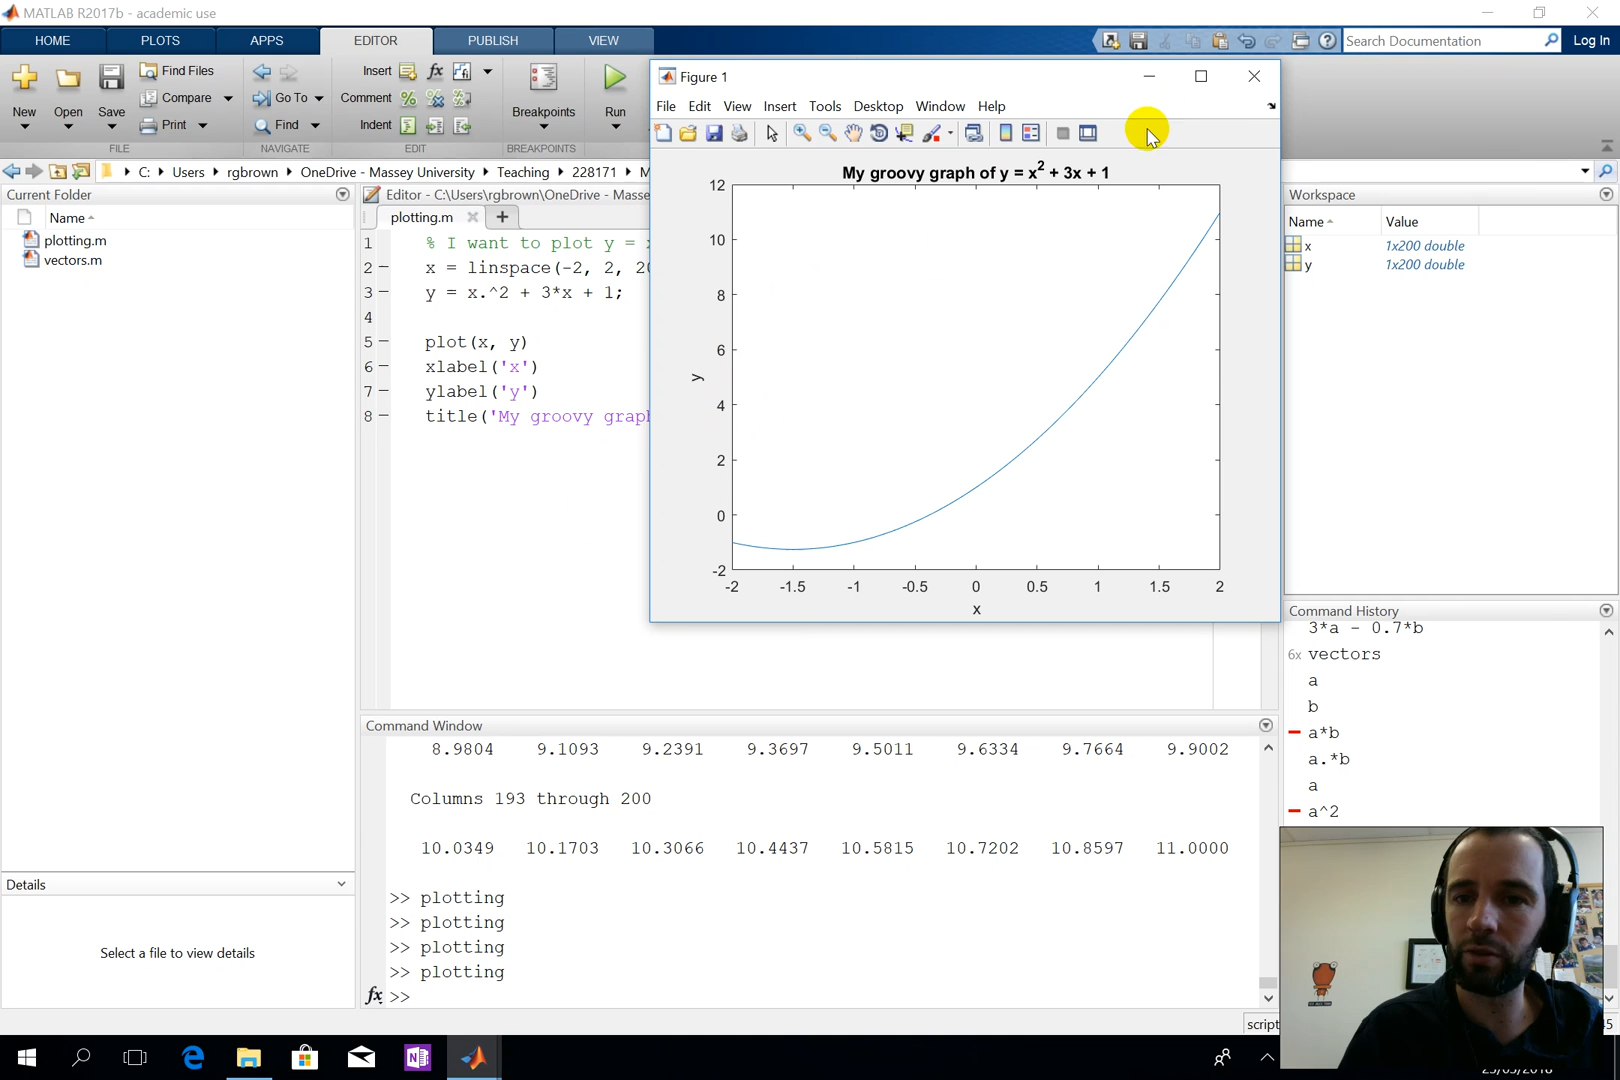 MATLAB R2017b - academic use
HOME PLOTS APPS EDITOR PUBLISH VIEW
Search Documentation
Log In
New
Open
Save
Find Files
Compare
Print
FILE
Go To
Find
NAVIGATE
Insert
Comment
Indent
EDIT
Breakpoints
BREAKPOINTS
Run
C: Users rgbrown OneDrive - Massey University Teaching 228171 M
Current Folder
Name
plotting.m
vectors.m
Details
Select a file to view details
Editor - C:\Users\rgbrown\OneDrive - Masse
plotting.m
1 % I want to plot y =
2 x = linspace(-2, 2, 20
3 y = x.^2 + 3*x + 1;
4
5 plot(x, y)
6 xlabel('x')
7 ylabel('y')
8 title('My groovy graph
Figure 1
File Edit View Insert Tools Desktop Window Help
My groovy graph of y = x² + 3x + 1
12
10
8
6
4
2
0
-2
y
-2 -1.5 -1 -0.5 0 0.5 1 1.5 2
x
Command Window
8.9804 9.1093 9.2391 9.3697 9.5011 9.6334 9.7664 9.9002
Columns 193 through 200
10.0349 10.1703 10.3066 10.4437 10.5815 10.7202 10.8597 11.0000
>> plotting
>> plotting
>> plotting
>> plotting
fx >>
Workspace
Name Value
x 1x200 double
y 1x200 double
Command History
3*a - 0.7*b
6x vectors
a
b
a*b
a.*b
a
a^2
script